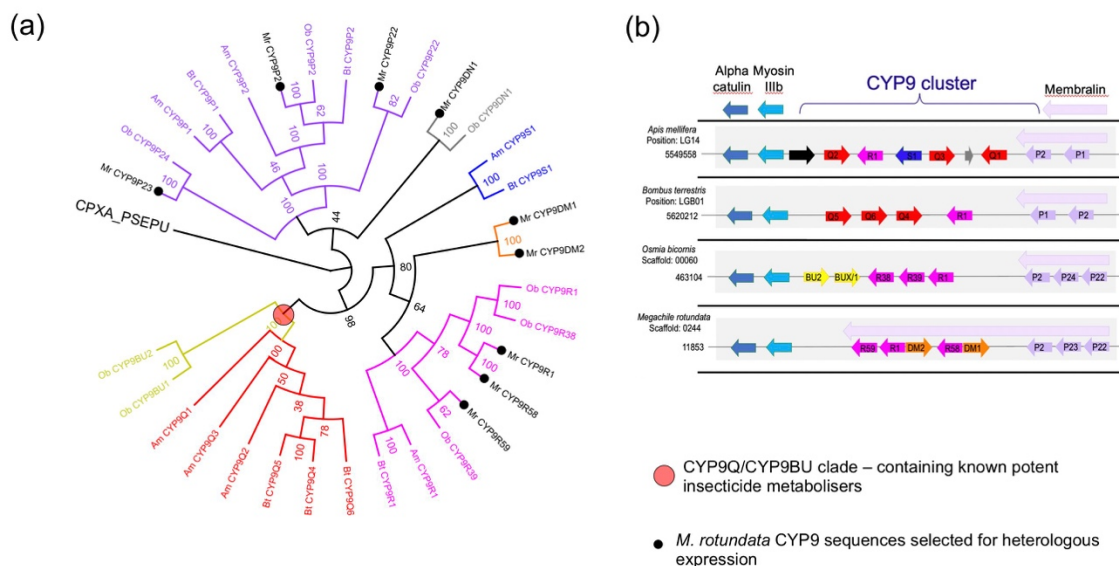 (a)
Mr CYP9P23
Ob CYP9P24
Am CYP9P1
Bt CYP9P1
Am CYP9P2
Mr CYP9P2
Ob CYP9P2
Bt CYP9P2
Mr CYP9P22
Ob CYP9P22
Mr CYP9DN1
Ob CYP9DN1
Am CYP9S1
Bt CYP9S1
Mr CYP9DM1
Mr CYP9DM2
Ob CYP9R1
Ob CYP9R38
Mr CYP9R1
Mr CYP9R58
Mr CYP9R59
Ob CYP9R39
Am CYP9R1
Bt CYP9R1
Bt CYP6Q6
Bt CYP9Q4
Bt CYP9Q5
Am CYP9Q2
Am CYP9Q3
Am CYP9Q1
Ob CYP9BU1
Ob CYP9BU2
CPXA_PSEPU
100
100
46
100
62
100
100
82
100
44
100
80
100
64
98
100
78
100
100
62
100
100
100
100
50
38
78
100
100
(b)
Alpha catulin
Myosin IIIb
CYP9 cluster
Membralin
Apis mellifera
Position: LG14
5549558
Q2 R1 S1 Q3 Q1 P2 P1
Bombus terrestris
Position: LGB01
5620212
Q5 Q6 Q4 R1 P1 P2
Osmia bicornis
Scaffold: 00060
463104
BU2 BUX/1 R38 R39 R1 P2 P24 P22
Megachile rotundata
Scaffold: 0244
11853
R59 R1 DM2 R58 DM1 P2 P23 P22
CYP9Q/CYP9BU clade – containing known potent
insecticide metabolisers
M. rotundata CYP9 sequences selected for heterologous
expression